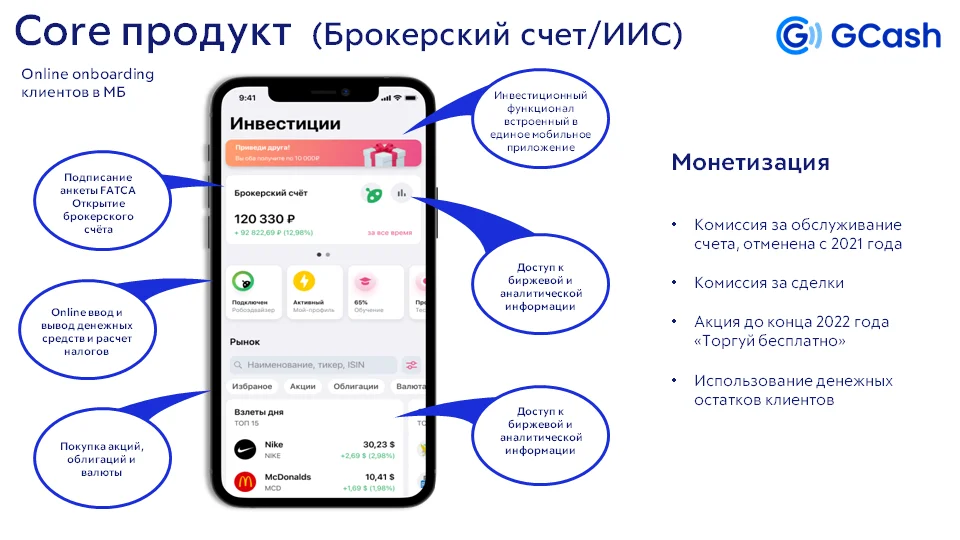 Core продукт (Брокерский счет/ИИС)
GCash
Online onboarding
клиентов в МБ
Подписание
анкеты FATCA
Открытие
брокерского
счёта
Online ввод и
вывод денежных
средств и расчет
налогов
Покупка акций,
облигаций и
валюты
9:41
Инвестиции
Приведи друга!
Вы оба получите по 10 000₽
Брокерский счёт
120 330 ₽
+ 92 822,69 ₽ (12,98%)
за все время
Подключен
Робоэдвайзер
Активный
Мой-профиль
65%
Обучение
Пр
Тес
Рынок
Наименование, тикер, ISIN
Избраное
Акции
Облигации
Валюта
Взлеты дня
ТОП 15
Nike
30,23 $
NIKE
+2,69 $ (2,98%)
McDonalds
10,41 $
MCD
+1,69 $ (1,98%)
Инвестиционный
функционал
встроенный в
единое мобильное
приложение
Доступ к
биржевой и
аналитической
информации
Доступ к
биржевой и
аналитической
информации
Монетизация
• Комиссия за обслуживание
счета, отменена с 2021 года
• Комиссия за сделки
• Акция до конца 2022 года
«Торгуй бесплатно»
• Использование денежных
остатков клиентов